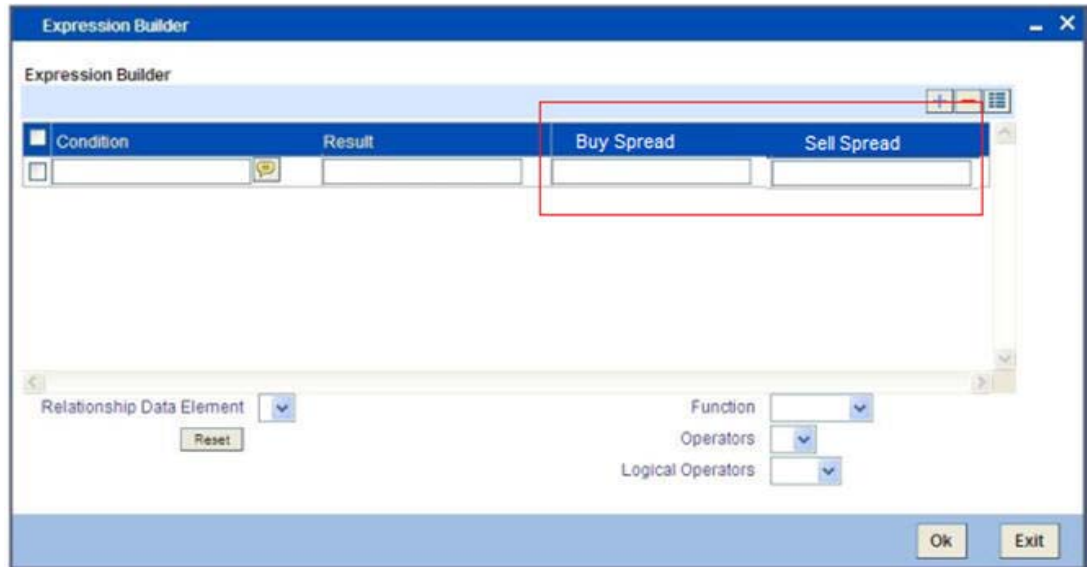 Expression Builder
Expression Builder
Condition Result Buy Spread Sell Spread
Relationship Data Element Function
Reset Operators
Logical Operators
Ok Exit